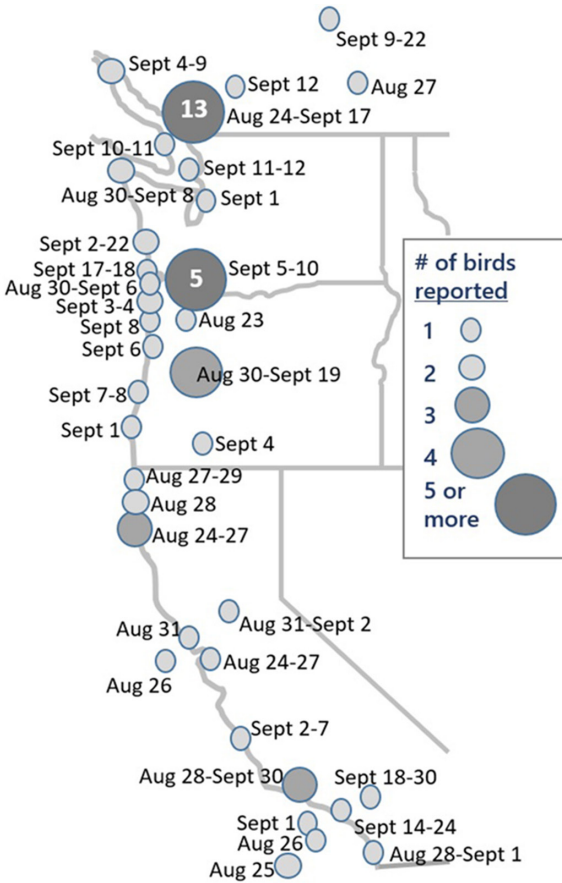 Sept 9-22
Sept 4-9
Sept 12
Aug 27
13
Aug 24-Sept 17
Sept 10-11
Sept 11-12
Aug 30-Sept 8
Sept 1
Sept 2-22
Sept 17-18
5
Sept 5-10
Aug 30-Sept 6
Sept 3-4
Sept 8
Aug 23
Sept 6
Aug 30-Sept 19
Sept 7-8
Sept 1
Sept 4
# of birds
reported
1
2
3
4
5 or
more
Aug 27-29
Aug 28
Aug 24-27
Aug 31-Sept 2
Aug 31
Aug 24-27
Aug 26
Sept 2-7
Aug 28-Sept 30
Sept 18-30
Sept 1
Sept 14-24
Aug 26
Aug 28-Sept 1
Aug 25